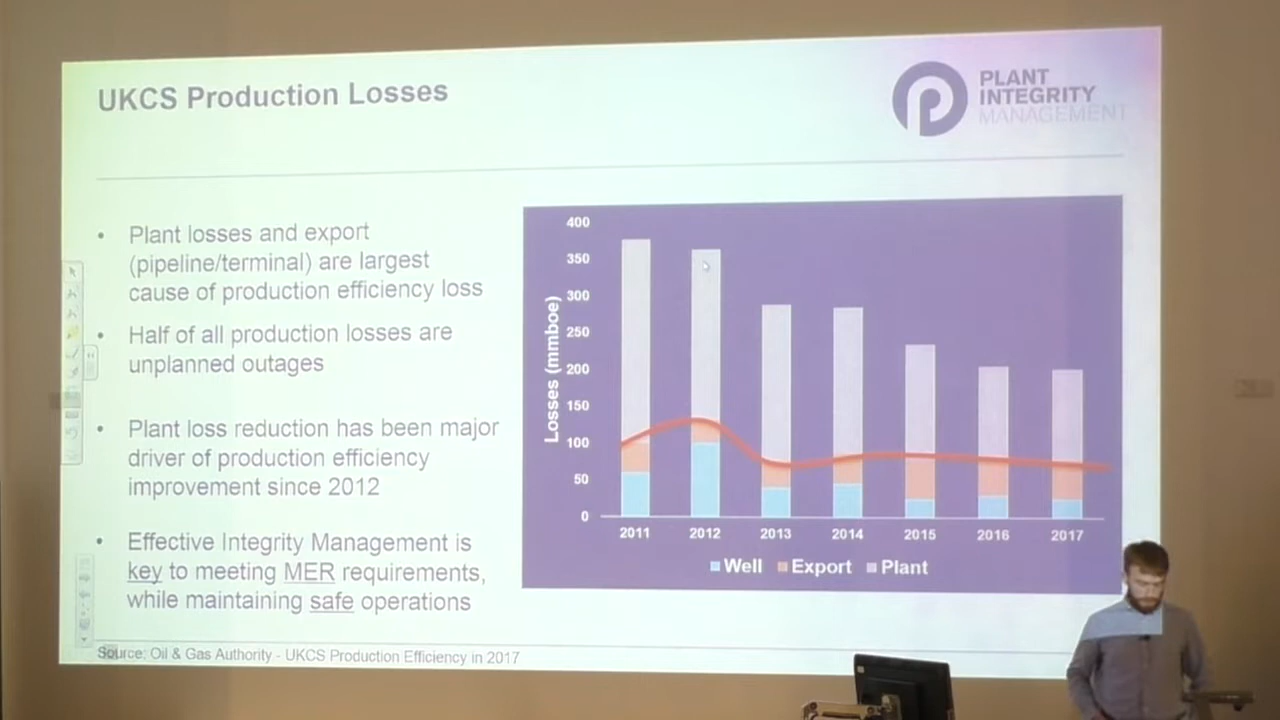 UKCS Production Losses
PLANT
INTEGRITY
MANAGEMENT
• Plant losses and export
(pipeline/terminal) are largest
cause of production efficiency loss
• Half of all production losses are
unplanned outages
• Plant loss reduction has been major
driver of production efficiency
improvement since 2012
• Effective Integrity Management is
key to meeting MER requirements,
while maintaining safe operations
Losses (mmboe)
400
350
300
250
200
150
100
50
0
2011 2012 2013 2014 2015 2016 2017
Well Export Plant
Source: Oil & Gas Authority - UKCS Production Efficiency in 2017